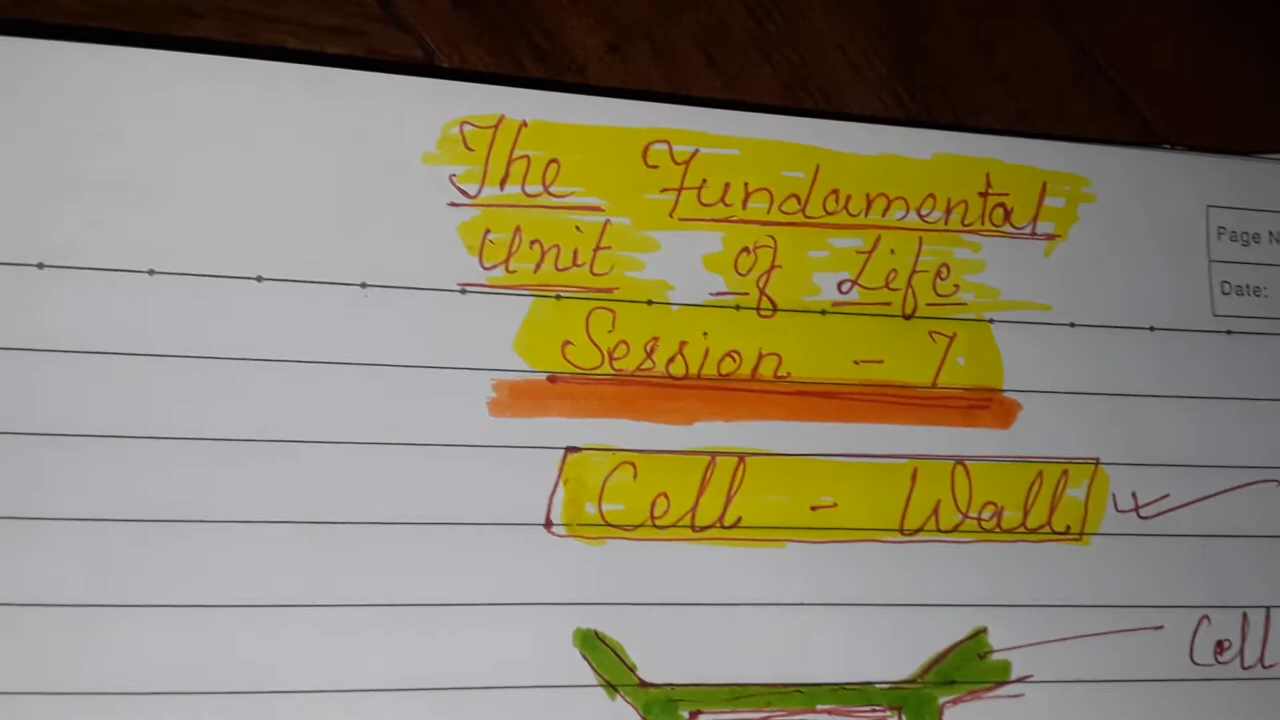 The Fundamental
Unit of Life
Session - 7.
Cell - Wall
Page N
Date:
Cell